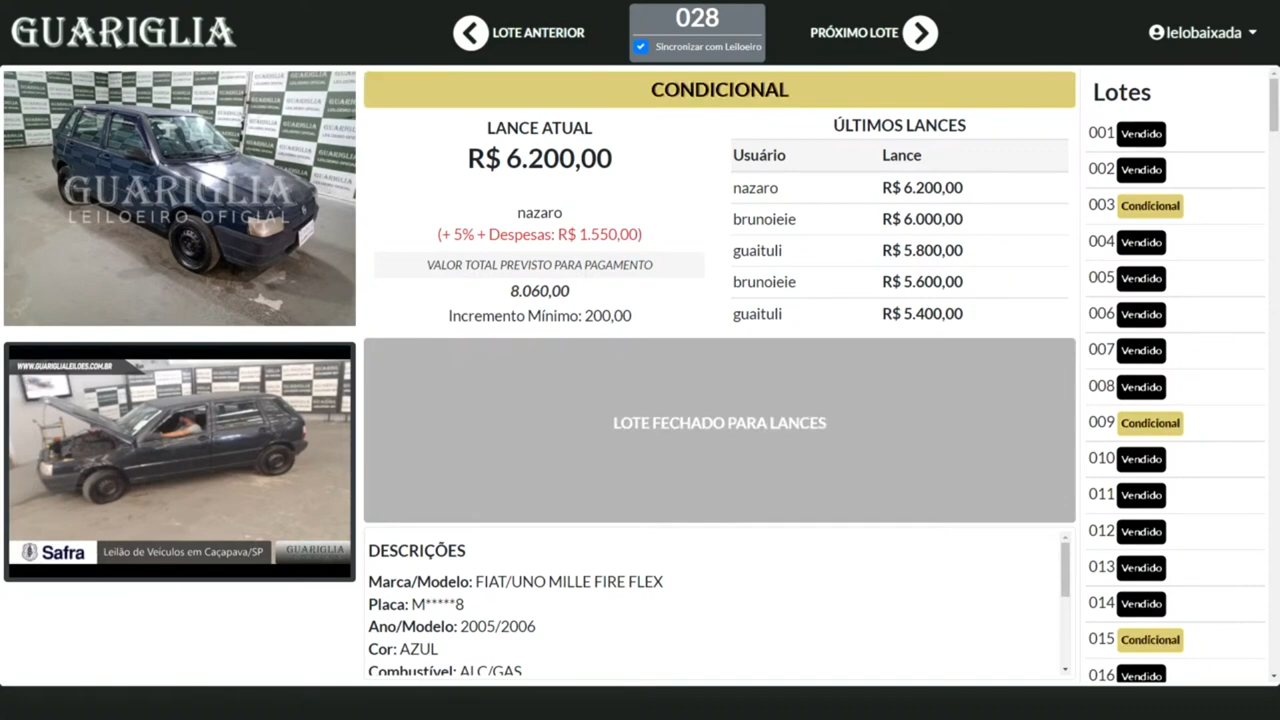 GUARIGLIA
LOTE ANTERIOR
028
Sincronizar com Leiloeiro
PRÓXIMO LOTE
lelobaixada
GUARIGLIA
LEILOEIRO OFICIAL
CONDICIONAL
LANCE ATUAL
R$ 6.200,00
nazaro
(+ 5% + Despesas: R$ 1.550,00)
VALOR TOTAL PREVISTO PARA PAGAMENTO
8.060,00
Incremento Mínimo: 200,00
ÚLTIMOS LANCES
Usuário Lance
nazaro R$ 6.200,00
brunoieie R$ 6.000,00
guaituli R$ 5.800,00
brunoieie R$ 5.600,00
guaituli R$ 5.400,00
LOTE FECHADO PARA LANCES
WWW.GUARIGLIALEILOES.COM.BR
Safra
Leilão de Veículos em Caçapava/SP
GUARIGLIA
DESCRIÇÕES
Marca/Modelo: FIAT/UNO MILLE FIRE FLEX
Placa: M*****8
Ano/Modelo: 2005/2006
Cor: AZUL
Combustível: ALC/GAS
Lotes
001 Vendido
002 Vendido
003 Condicional
004 Vendido
005 Vendido
006 Vendido
007 Vendido
008 Vendido
009 Condicional
010 Vendido
011 Vendido
012 Vendido
013 Vendido
014 Vendido
015 Condicional
016 Vendido